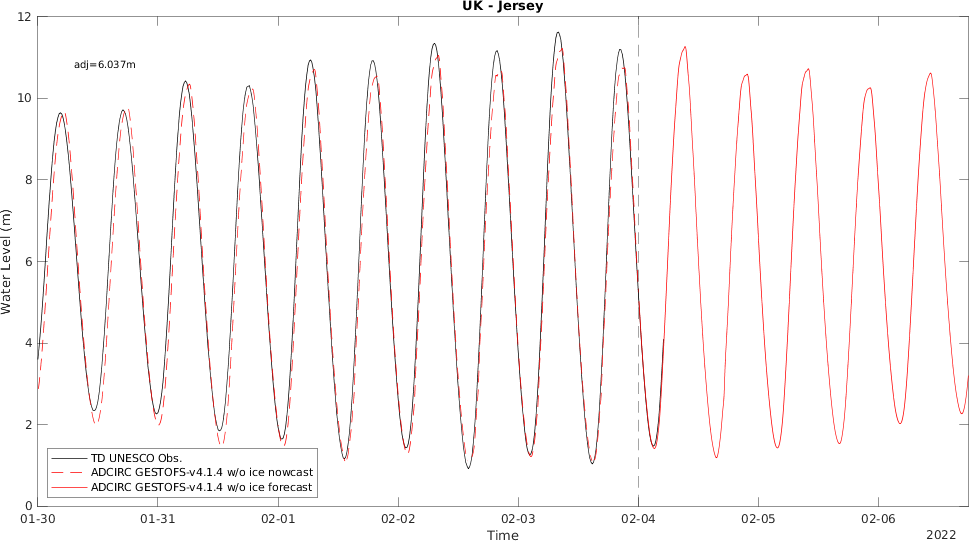 UK - Jersey
12
10
8
6
4
2
0
adj=6.037m
Water Level (m)
TD UNESCO Obs.
ADCIRC GESTOFS-v4.1.4 w/o ice nowcast
ADCIRC GESTOFS-v4.1.4 w/o ice forecast
01-30 01-31 02-01 02-02 02-03 02-04 02-05 02-06
Time
2022